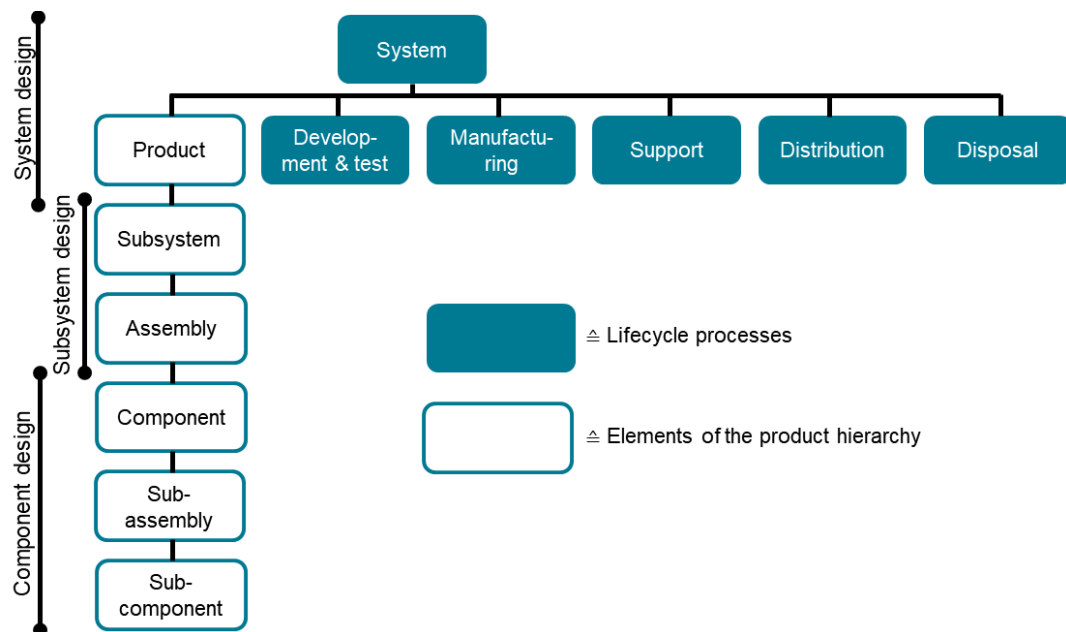 System design
System
Product
Develop-
ment & test
Manufactu-
ring
Support
Distribution
Disposal
Subsystem design
Subsystem
Assembly
≙ Lifecycle processes
Component design
Component
≙ Elements of the product hierarchy
Sub-
assembly
Sub-
component